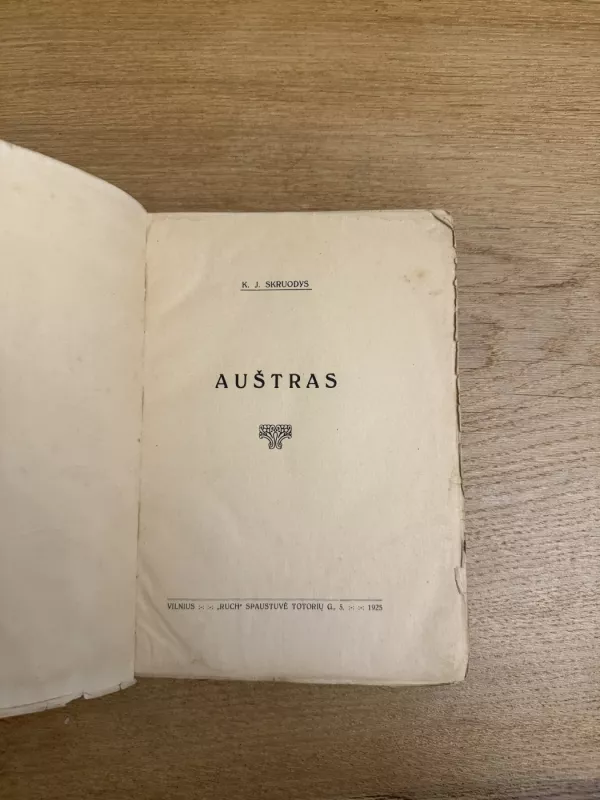 K. J. SKRUODYS
AUŠTRAS
VILNIUS „RUCH“ SPAUSTUVĖ TOTORIŲ G., 5. 1925